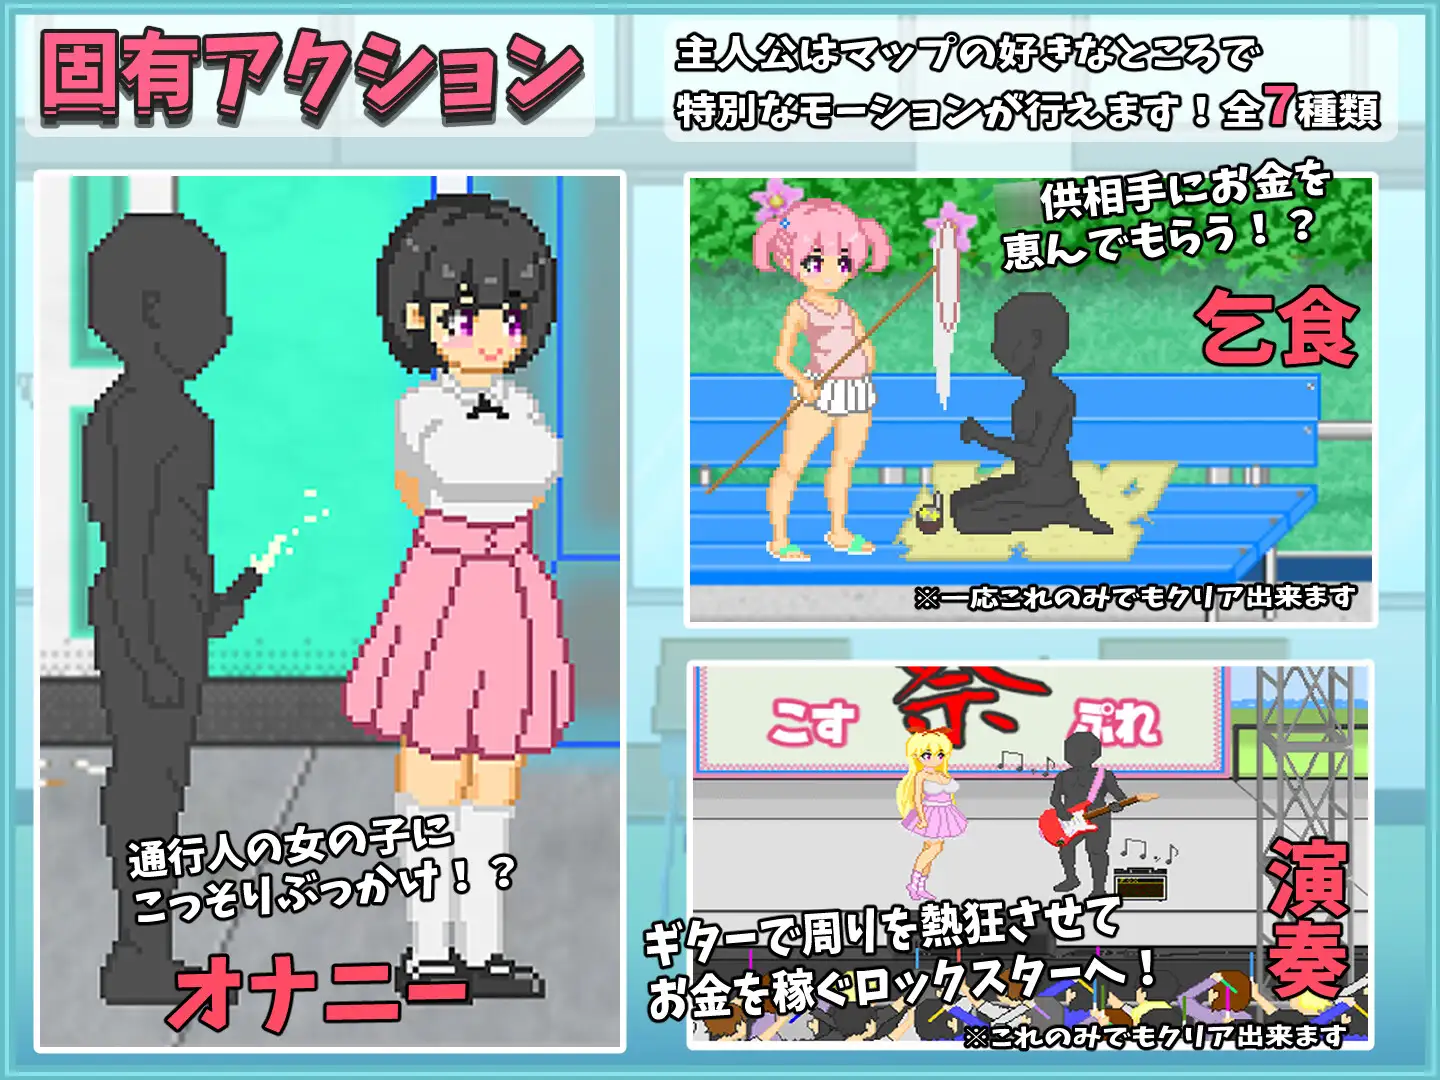 固有アクション
主人公はマップの好きなところで
特別なモーションが行えます！全7種類
通行人の女の子に
こっそりぶっかけ！？
オナニー
供相手にお金を
恵んでもらう！？
乞食
※一応これのみでもクリア出来ます
こす 祭 ぷれ
演奏
ギターで周りを熱狂させて
お金を稼ぐロックスターへ！
※これのみでもクリア出来ます